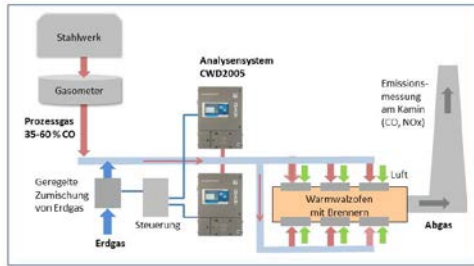 Stahlwerk
Gasometer
Prozessgas
35-60 % CO
Analysensystem
CWD2005
Emissions-
messung
am Kamin
(CO, NOx)
Geregelte
Zumischung
von Erdgas
Steuerung
Erdgas
Luft
Warmwalzofen
mit Brennern
Abgas